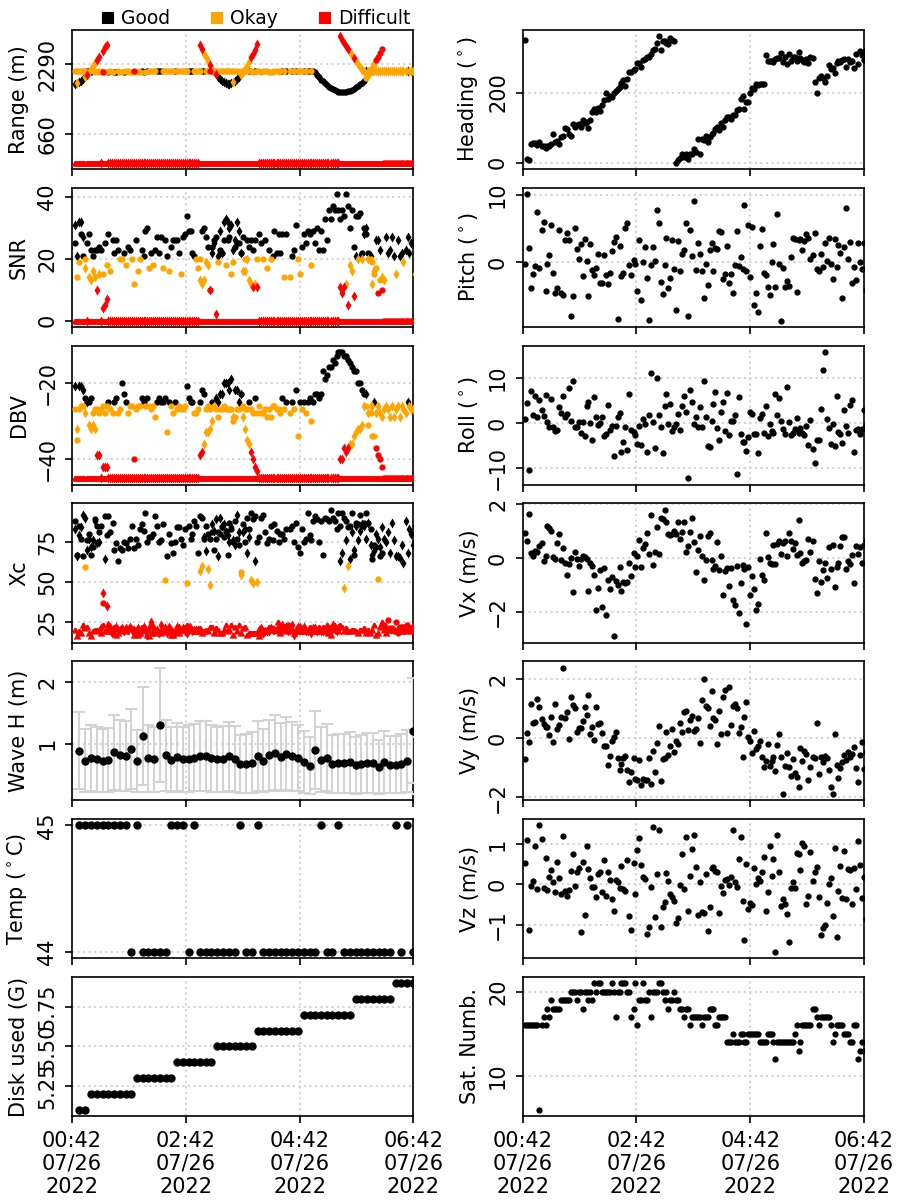 Good Okay Difficult
Range (m)
2290
660
Heading (°)
200
0
SNR
40
20
0
Pitch (°)
10
0
DBV
−20
−40
Roll (°)
10
0
−10
Xc
75
50
25
Vx (m/s)
2
0
−2
Wave H (m)
2
1
Vy (m/s)
2
0
−2
Temp (°C)
45
44
Vz (m/s)
1
0
−1
Disk used (G)
5.75
5.50
5.25
Sat. Numb.
20
10
00:42 02:42 04:42 06:42
07/26 07/26 07/26 07/26
2022 2022 2022 2022
00:42 02:42 04:42 06:42
07/26 07/26 07/26 07/26
2022 2022 2022 2022